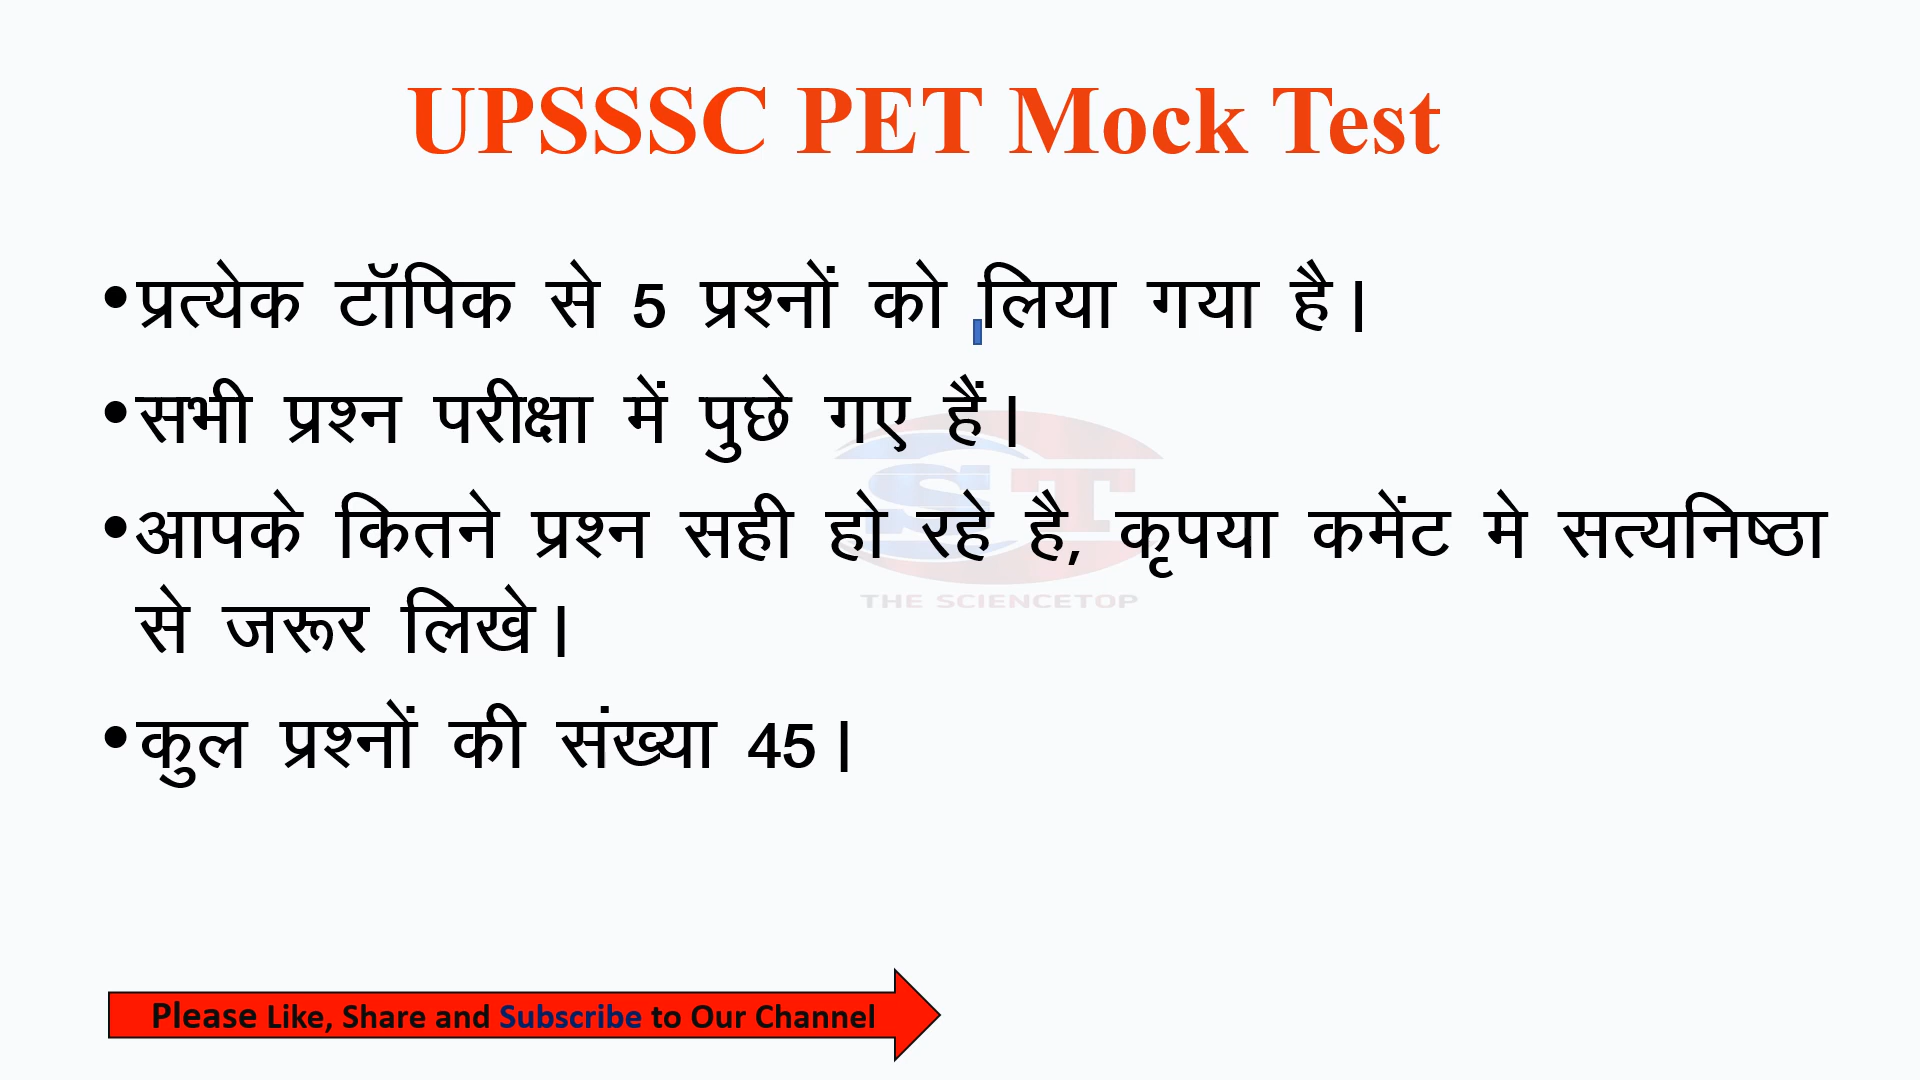 UPSSSC PET Mock Test
•प्रत्येक टॉपिक से 5 प्रश्नों को लिया गया है।
•सभी प्रश्न परीक्षा में पुछे गए हैं।
•आपके कितने प्रश्न सही हो रहे है, कृपया कमेंट मे सत्यनिष्ठा
से जरूर लिखे।
•कुल प्रश्नों की संख्या 45।
ST
THE SCIENCETOP
Please Like, Share and Subscribe to Our Channel